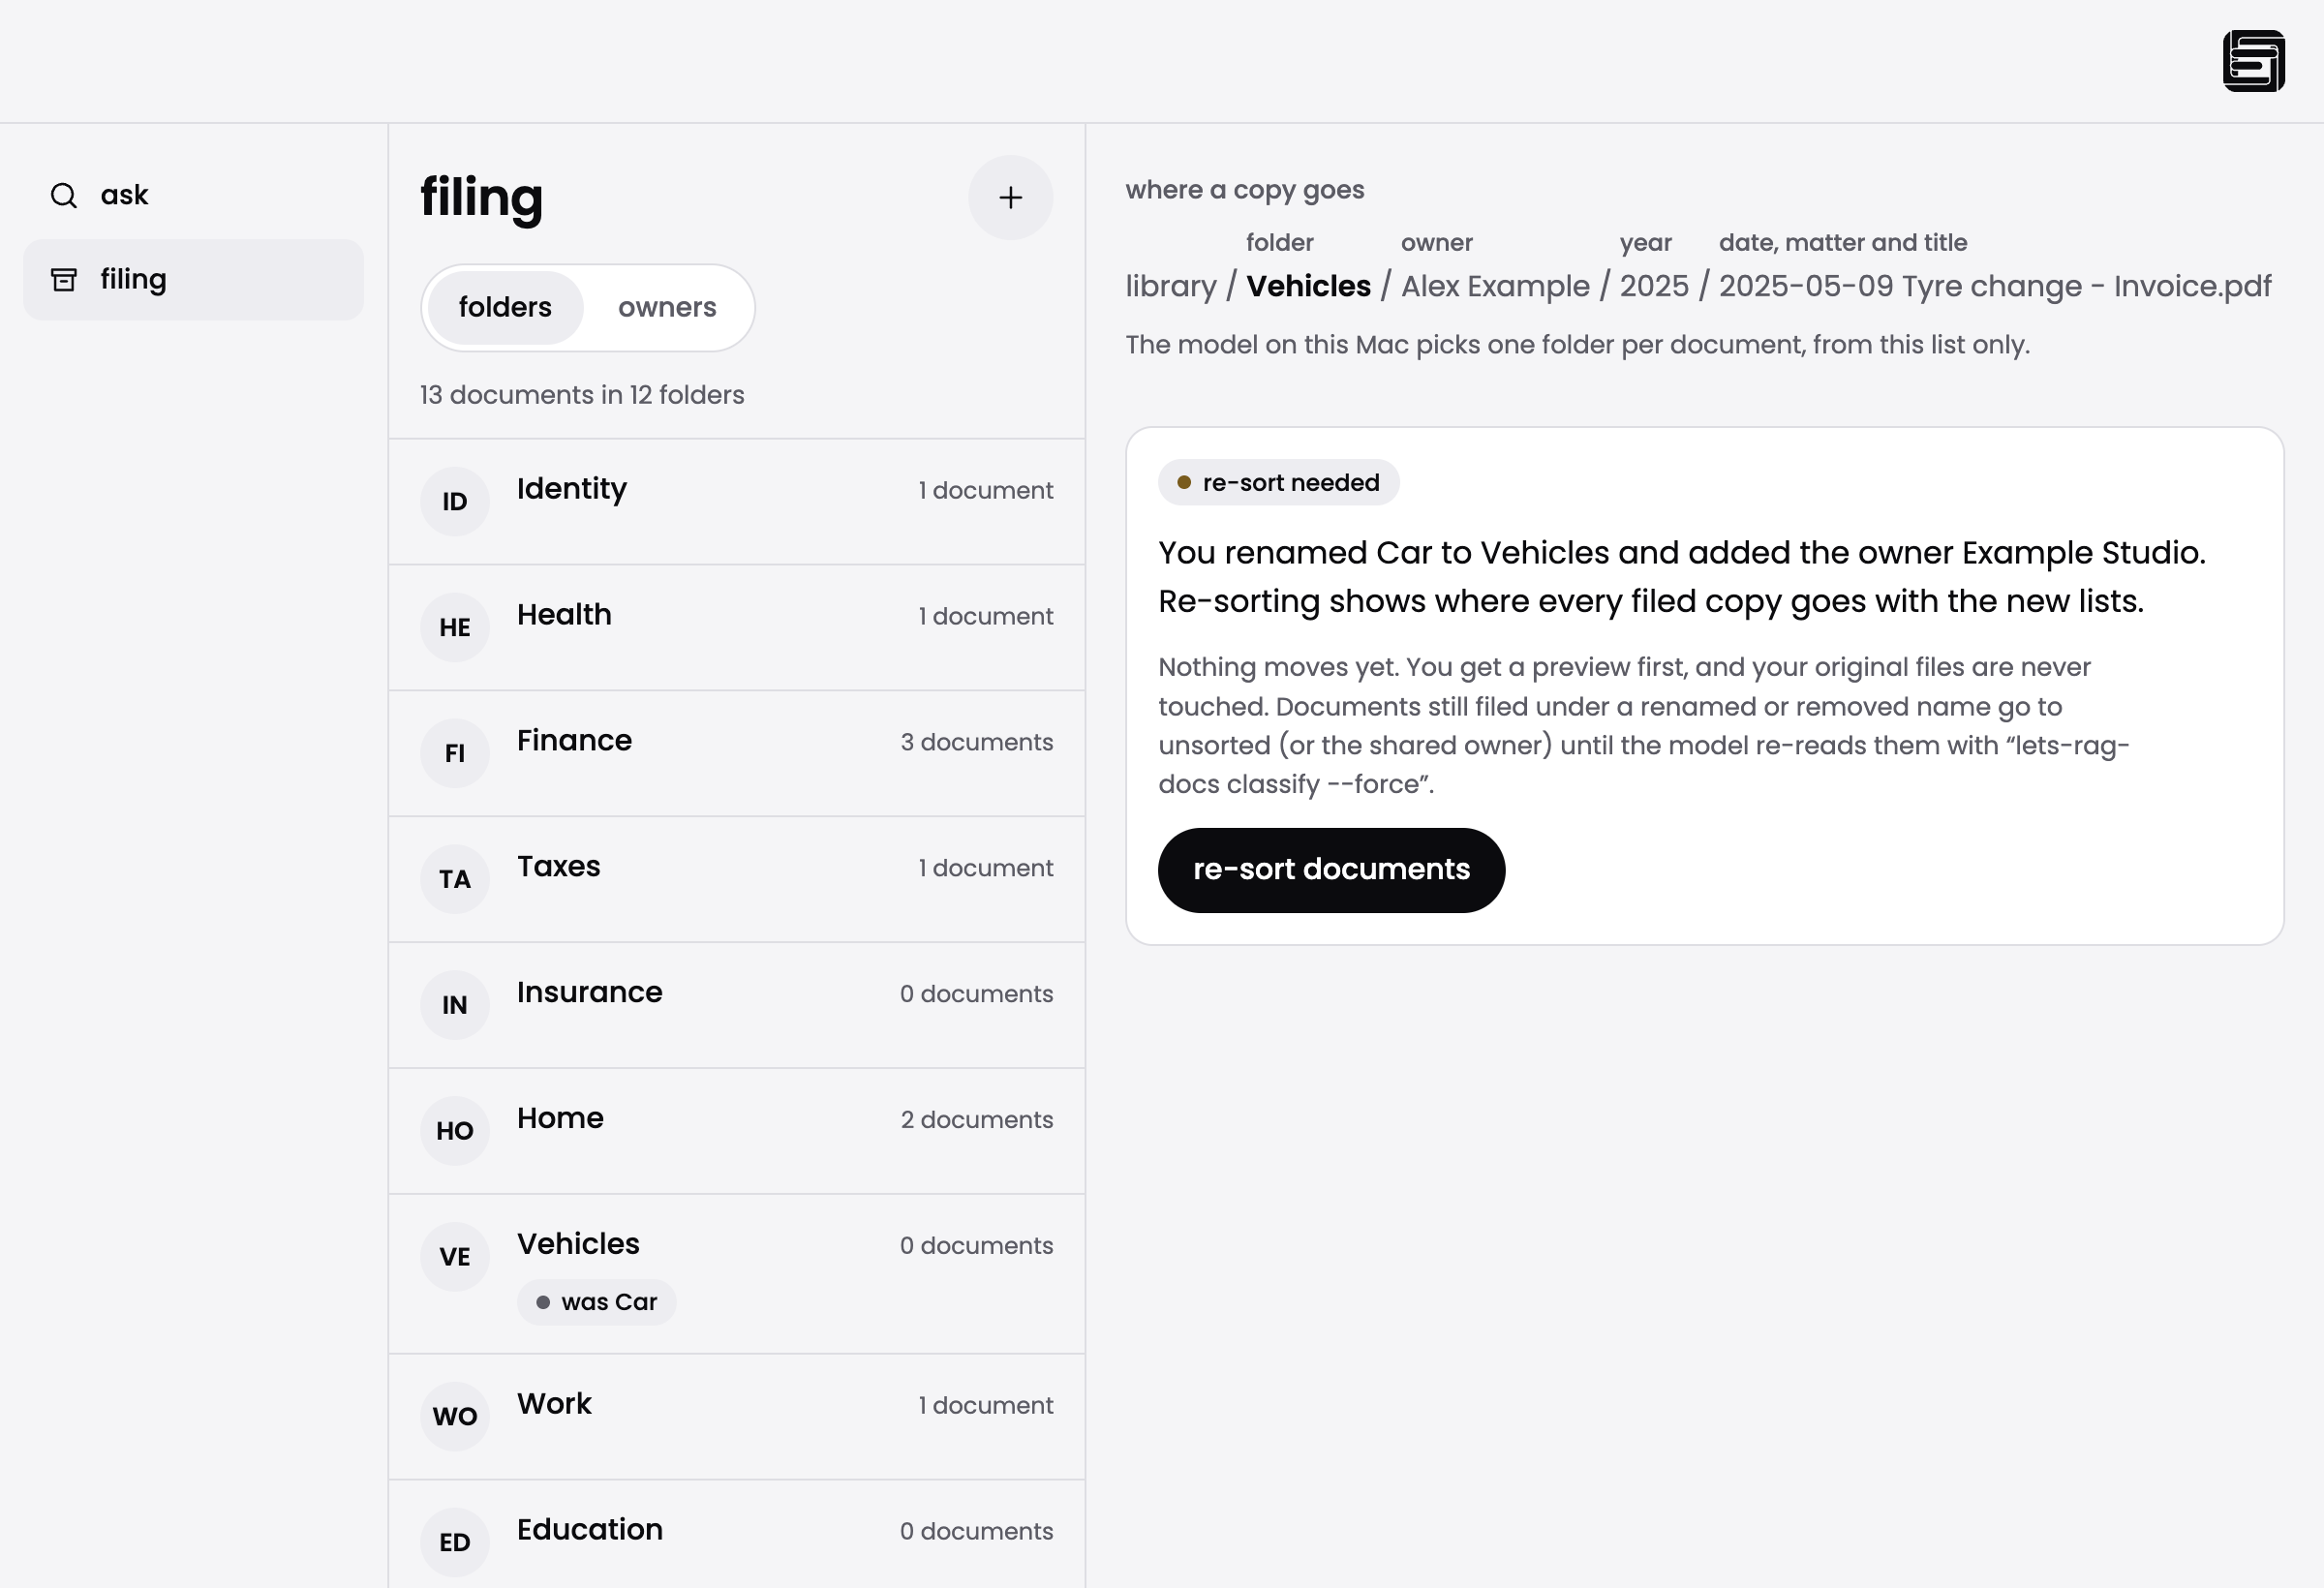 ask
filing
filing
+
folders owners
13 documents in 12 folders
ID Identity 1 document
HE Health 1 document
FI Finance 3 documents
TA Taxes 1 document
IN Insurance 0 documents
HO Home 2 documents
VE Vehicles 0 documents
was Car
WO Work 1 document
ED Education 0 documents
where a copy goes
folder owner year date, matter and title
library / Vehicles / Alex Example / 2025 / 2025-05-09 Tyre change - Invoice.pdf
The model on this Mac picks one folder per document, from this list only.
re-sort needed
You renamed Car to Vehicles and added the owner Example Studio.
Re-sorting shows where every filed copy goes with the new lists.
Nothing moves yet. You get a preview first, and your original files are never
touched. Documents still filed under a renamed or removed name go to
unsorted (or the shared owner) until the model re-reads them with “lets-rag-
docs classify --force”.
re-sort documents